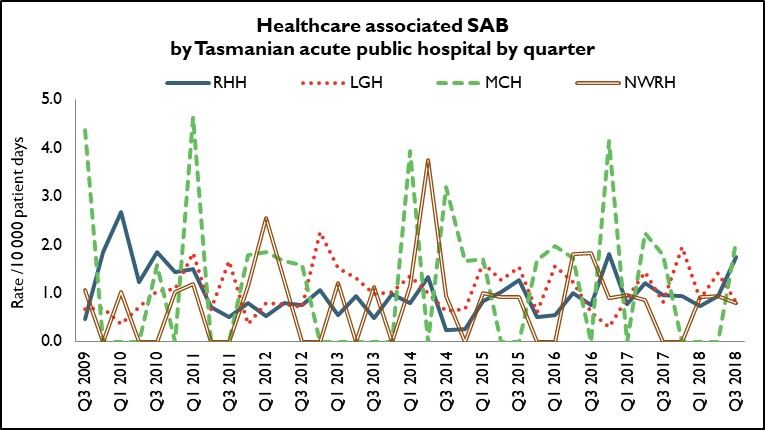 Healthcare associated SAB
by Tasmanian acute public hospital by quarter
RHH LGH MCH NWRH
Rate /10 000 patient days
5.0
4.0
3.0
2.0
1.0
0.0
Q3 2009
Q1 2010
Q3 2010
Q1 2011
Q3 2011
Q1 2012
Q3 2012
Q1 2013
Q3 2013
Q1 2014
Q3 2014
Q1 2015
Q3 2015
Q1 2016
Q3 2016
Q1 2017
Q3 2017
Q1 2018
Q3 2018